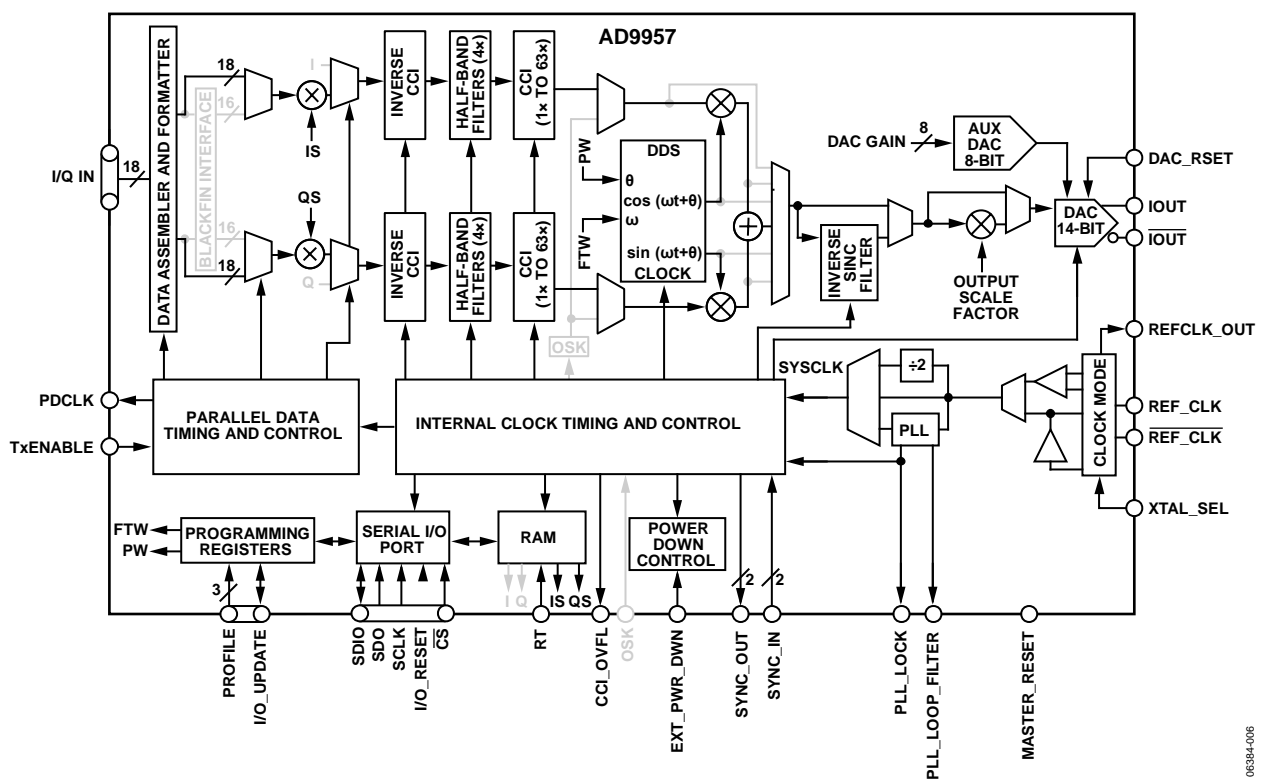 AD9957
I/Q IN
18
DATA ASSEMBLER AND FORMATTER
BLACKFIN INTERFACE
18
16
16
18
IS
QS
I
Q
INVERSE
CCI
HALF-BAND
FILTERS (4×)
CCI
(1× TO 63×)
INVERSE
CCI
HALF-BAND
FILTERS (4×)
CCI
(1× TO 63×)
OSK
PW
FTW
DDS
θ
cos (ωt+θ)
ω
sin (ωt+θ)
CLOCK
INVERSE
SINC
FILTER
OUTPUT
SCALE
FACTOR
DAC GAIN
8
AUX
DAC
8-BIT
DAC
14-BIT
DAC_RSET
IOUT
IOUT
REFCLK_OUT
REF_CLK
REF_CLK
XTAL_SEL
CLOCK MODE
SYSCLK
÷2
PLL
PDCLK
TxENABLE
PARALLEL DATA
TIMING AND CONTROL
INTERNAL CLOCK TIMING AND CONTROL
FTW
PW
PROGRAMMING
REGISTERS
SERIAL I/O
PORT
RAM
POWER
DOWN
CONTROL
3
I
Q
IS
QS
2
2
PROFILE
I/O_UPDATE
SDIO
SDO
SCLK
I/O_RESET
CS
RT
CCI_OVFL
OSK
EXT_PWR_DWN
SYNC_OUT
SYNC_IN
PLL_LOCK
PLL_LOOP_FILTER
MASTER_RESET
06384-006